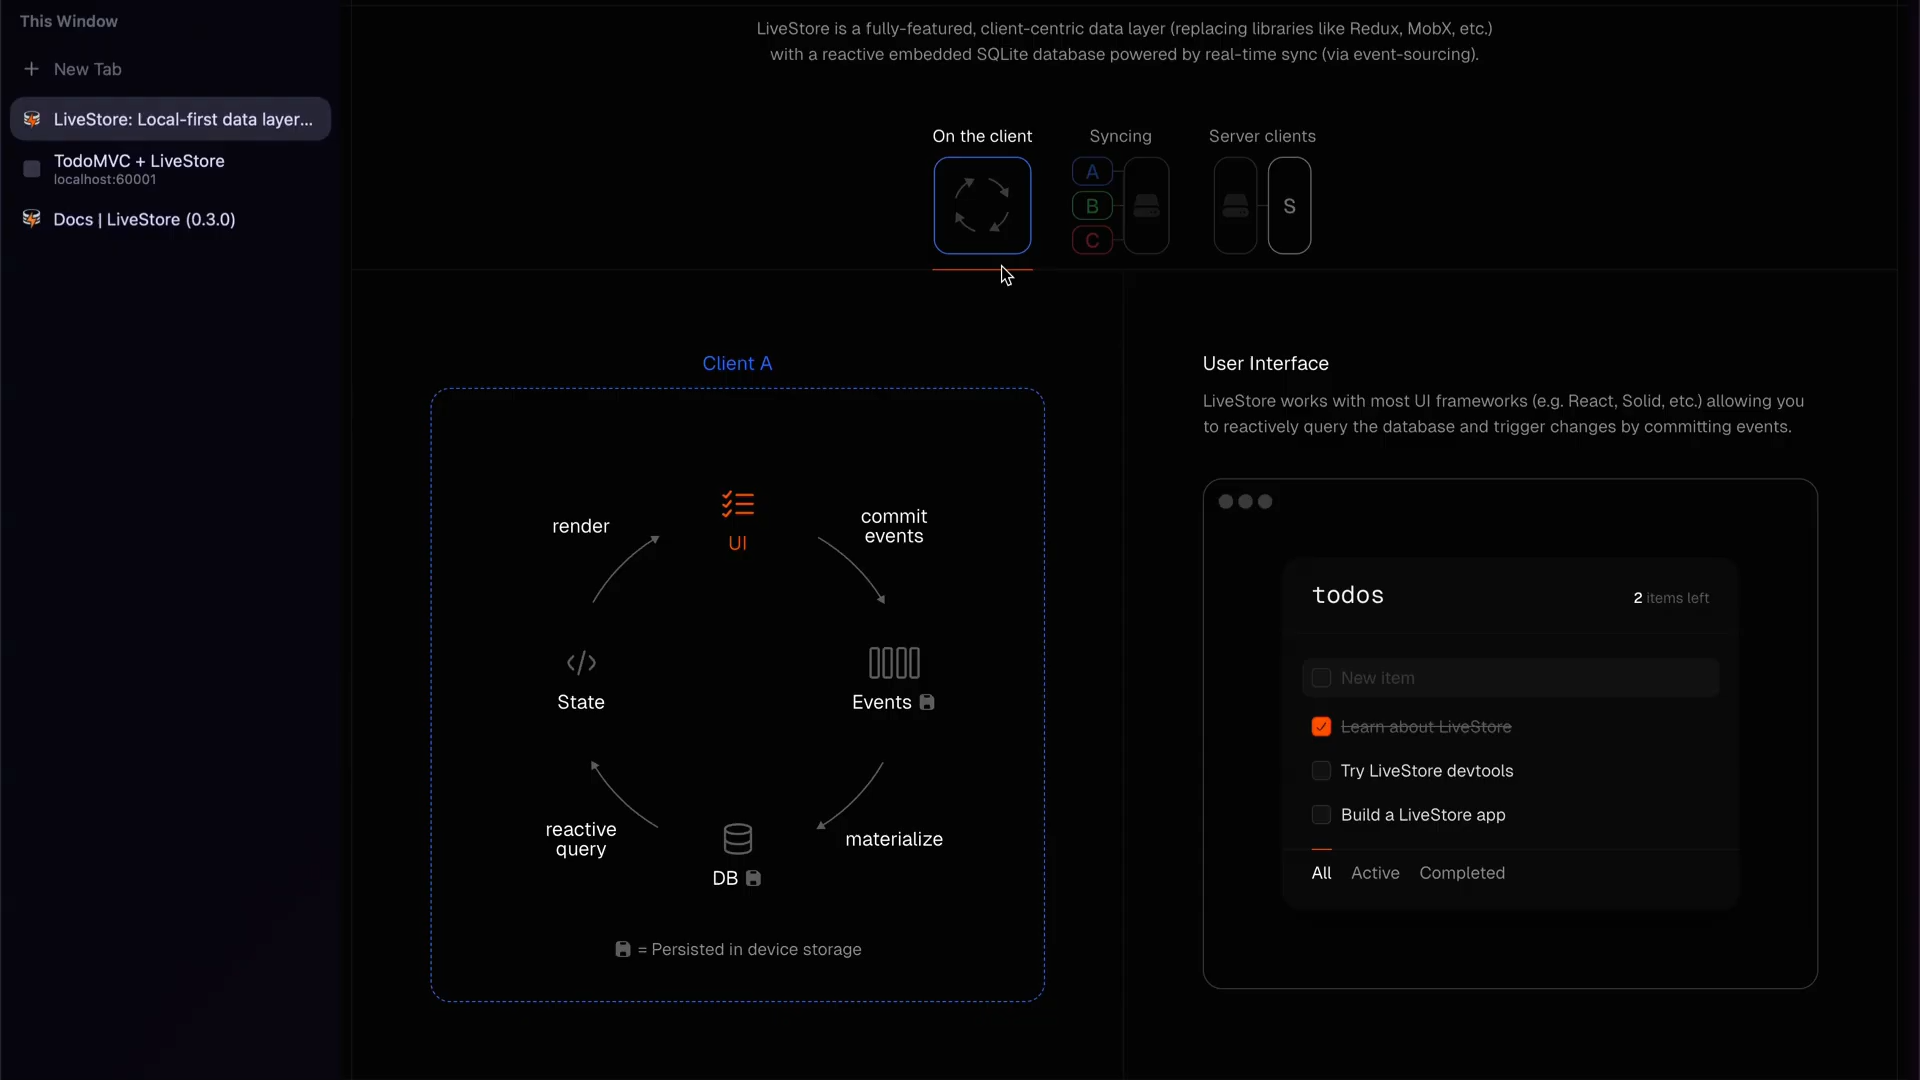 This Window
New Tab
LiveStore: Local-first data layer...
TodoMVC + LiveStore
localhost:60001
Docs | LiveStore (0.3.0)
LiveStore is a fully-featured, client-centric data layer (replacing libraries like Redux, MobX, etc.)
with a reactive embedded SQLite database powered by real-time sync (via event-sourcing).
On the client
Syncing
Server clients
A
B
C
S
Client A
render
UI
commit
events
State
Events
reactive
query
DB
materialize
= Persisted in device storage
User Interface
LiveStore works with most UI frameworks (e.g. React, Solid, etc.) allowing you
to reactively query the database and trigger changes by committing events.
todos
2 items left
New item
Learn about LiveStore
Try LiveStore devtools
Build a LiveStore app
All Active Completed